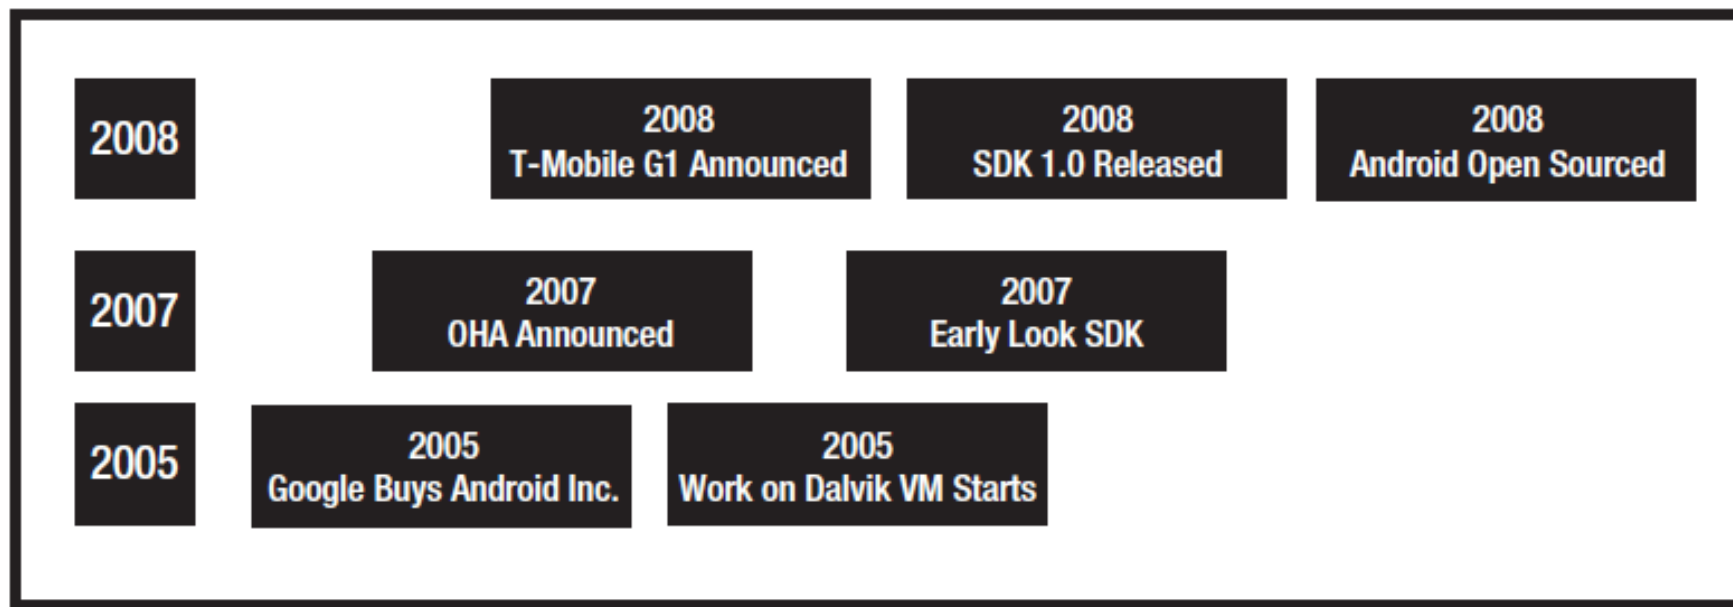 2008
2008
T-Mobile G1 Announced
2008
SDK 1.0 Released
2008
Android Open Sourced
2007
2007
OHA Announced
2007
Early Look SDK
2005
2005
Google Buys Android Inc.
2005
Work on Dalvik VM Starts